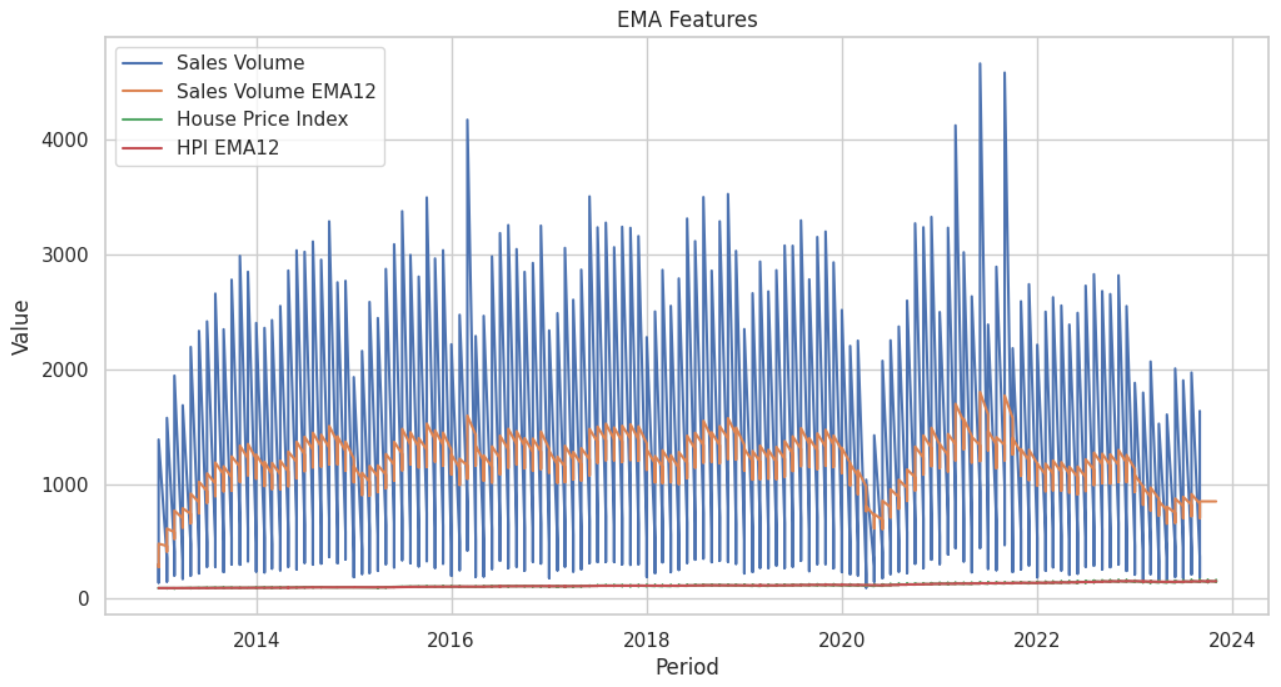 EMA Features
Sales Volume
Sales Volume EMA12
House Price Index
HPI EMA12
Value
4000
3000
2000
1000
0
2014 2016 2018 2020 2022 2024
Period